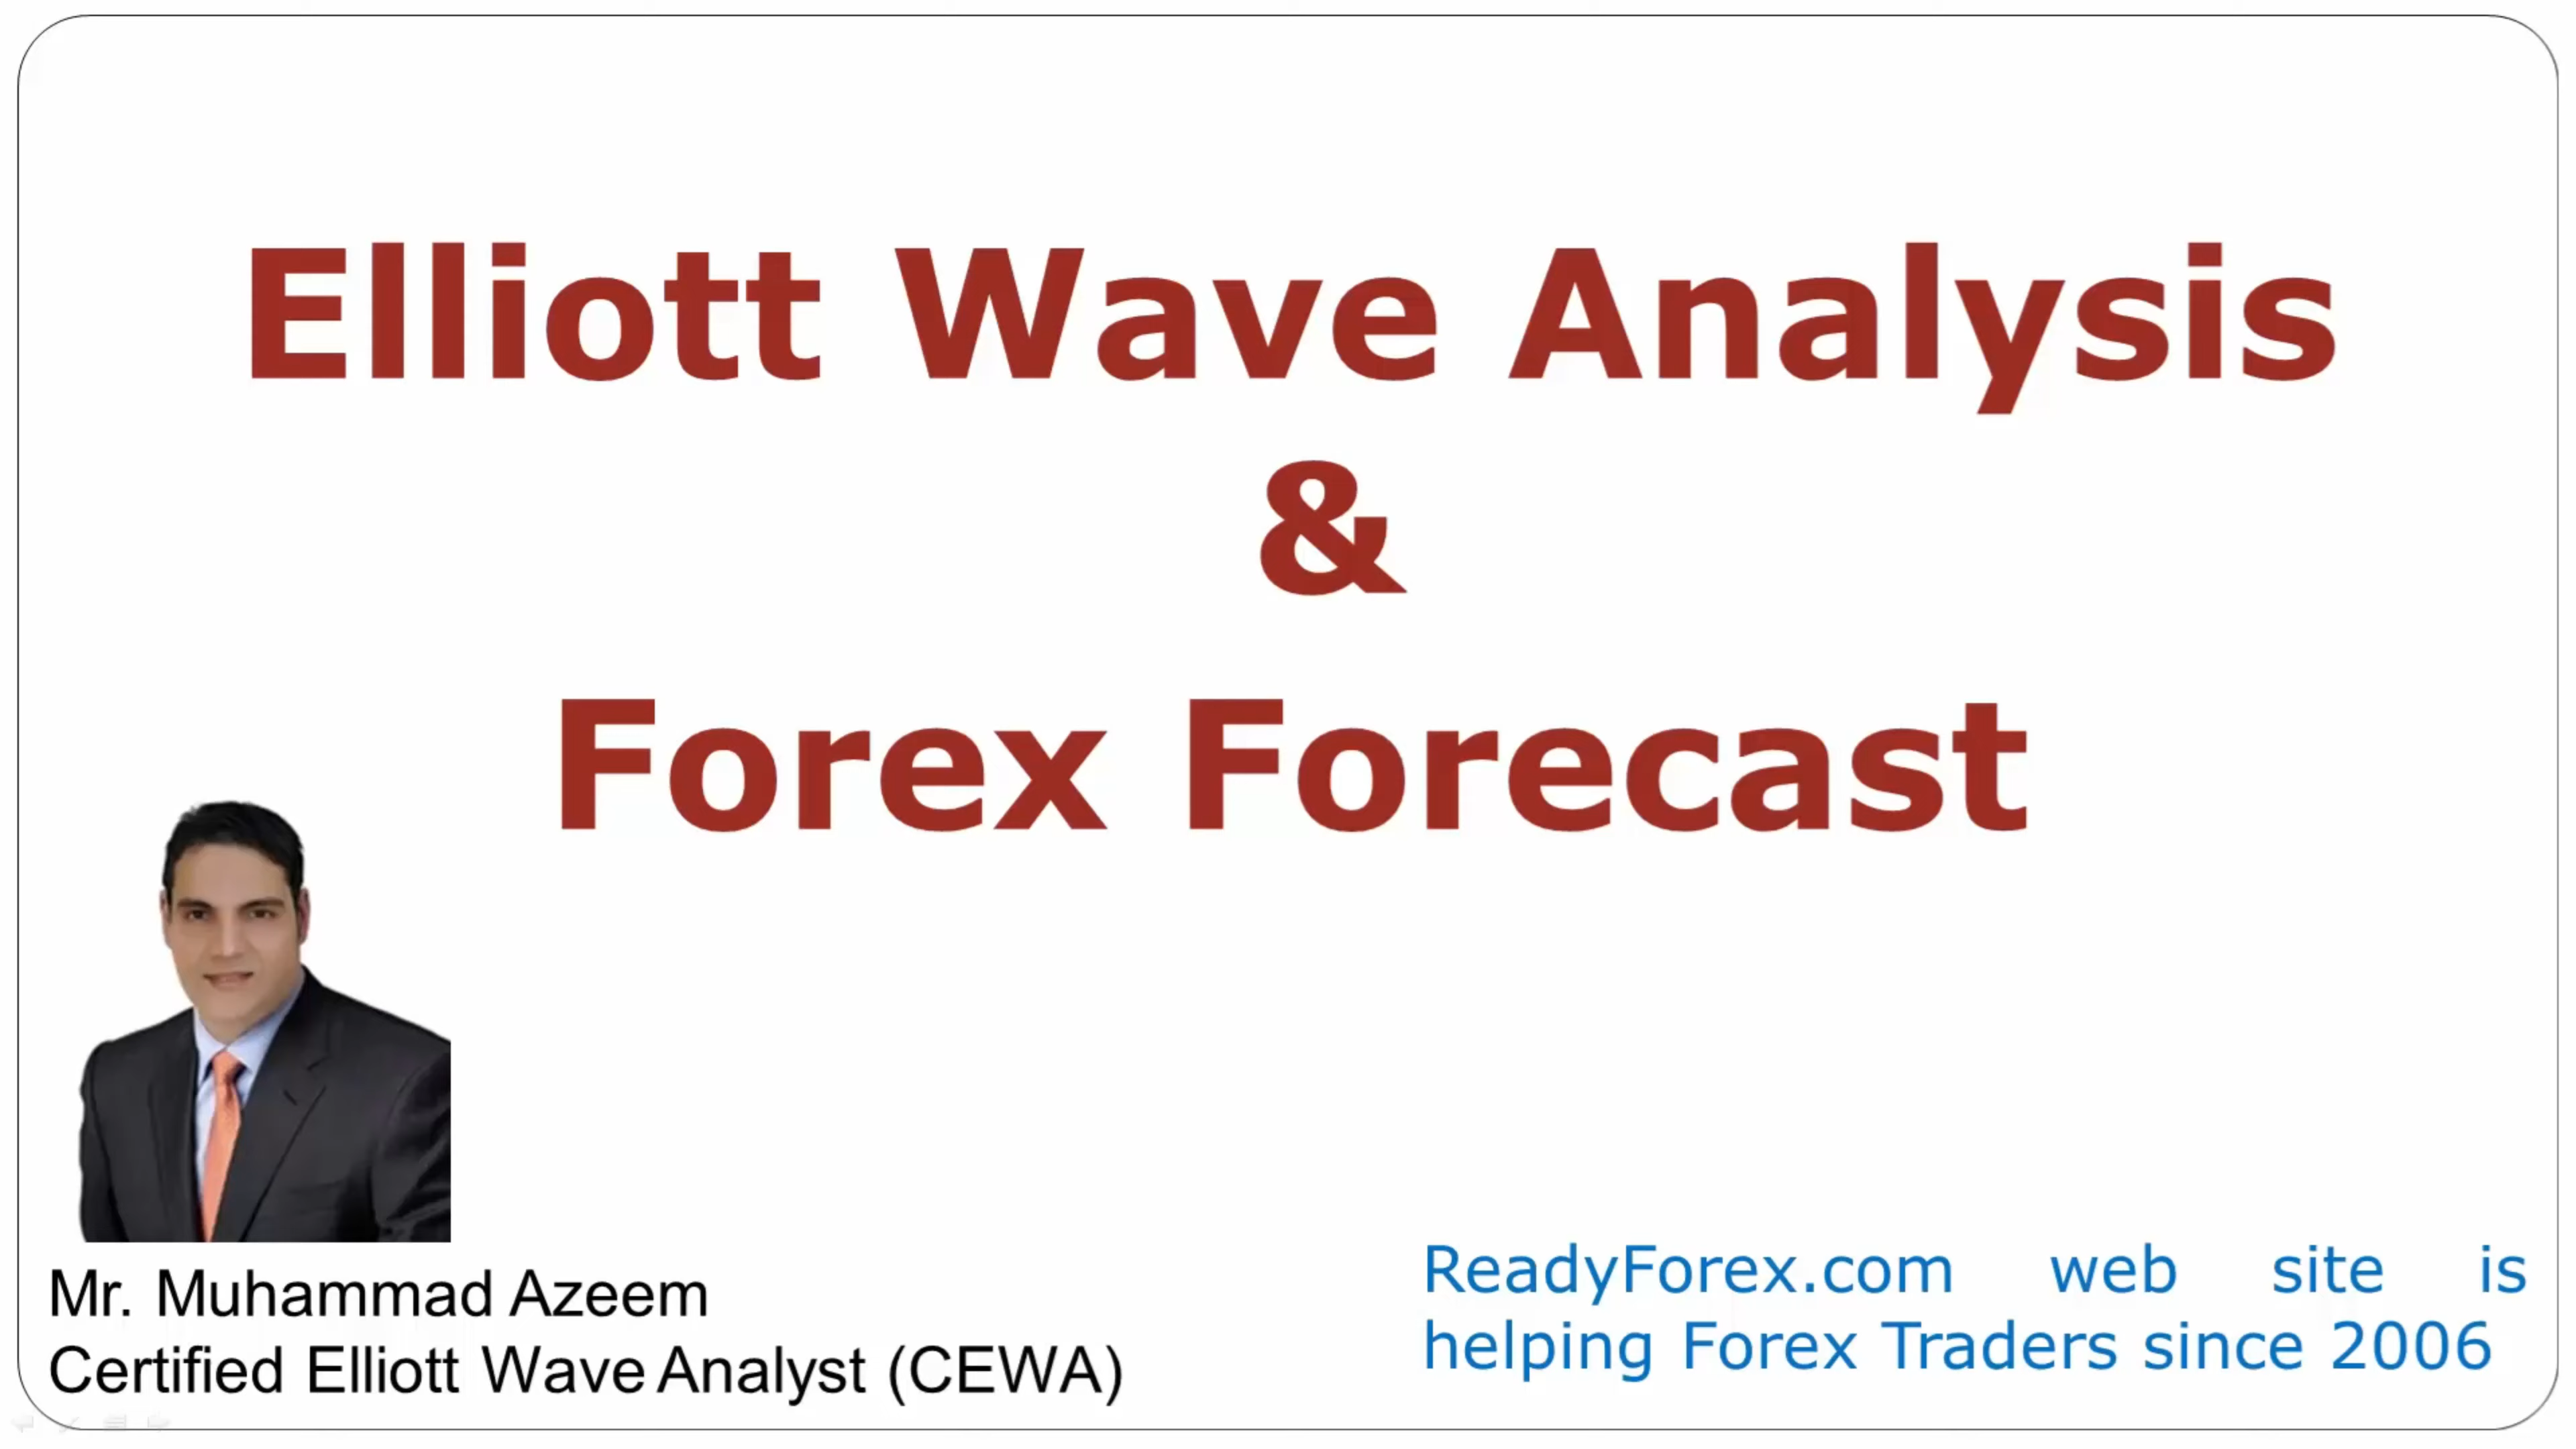 Elliott Wave Analysis
&
Forex Forecast
Mr. Muhammad Azeem
Certified Elliott Wave Analyst (CEWA)
ReadyForex.com web site is
helping Forex Traders since 2006